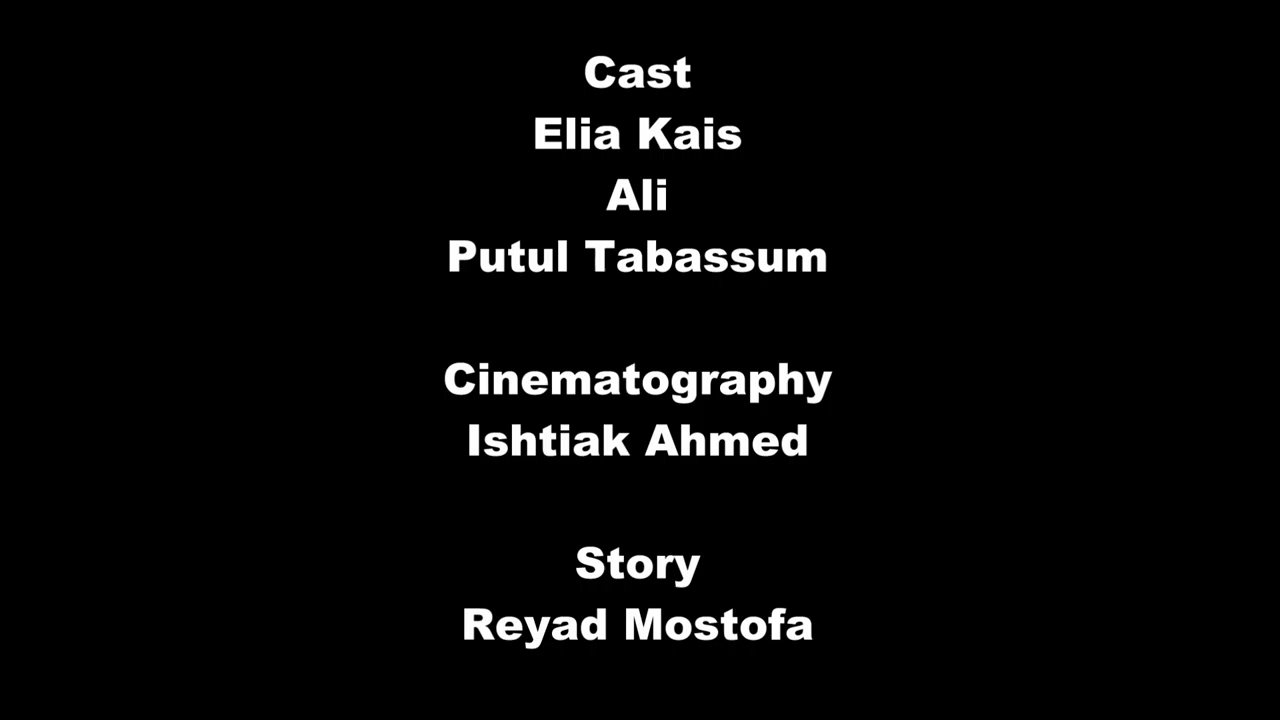 Cast
Elia Kais
Ali
Putul Tabassum
Cinematography
Ishtiak Ahmed
Story
Reyad Mostofa